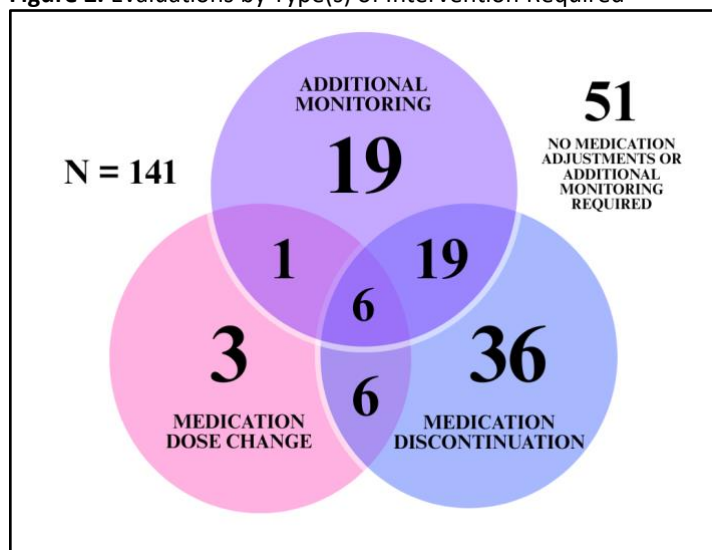 Figure 2. Evaluations by Type(s) of Intervention Required
ADDITIONAL
MONITORING
19
51
NO MEDICATION
ADJUSTMENTS OR
ADDITIONAL
MONITORING
REQUIRED
N = 141
1
19
6
3
36
6
MEDICATION
DOSE CHANGE
MEDICATION
DISCONTINUATION